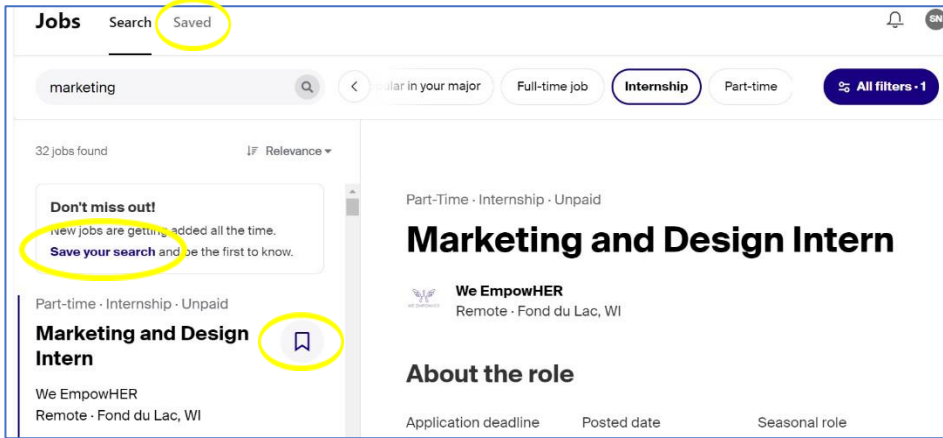 Jobs Search Saved
SN
marketing
ular in your major
Full-time job
Internship
Part-time
All filters · 1
32 jobs found
Relevance
Don't miss out!
New jobs are getting added all the time.
Save your search and be the first to know.
Part-time · Internship · Unpaid
Marketing and Design
Intern
We EmpowHER
Remote · Fond du Lac, WI
Part-Time · Internship · Unpaid
Marketing and Design Intern
WE EMPOWHER
We EmpowHER
Remote · Fond du Lac, WI
About the role
Application deadline
Posted date
Seasonal role